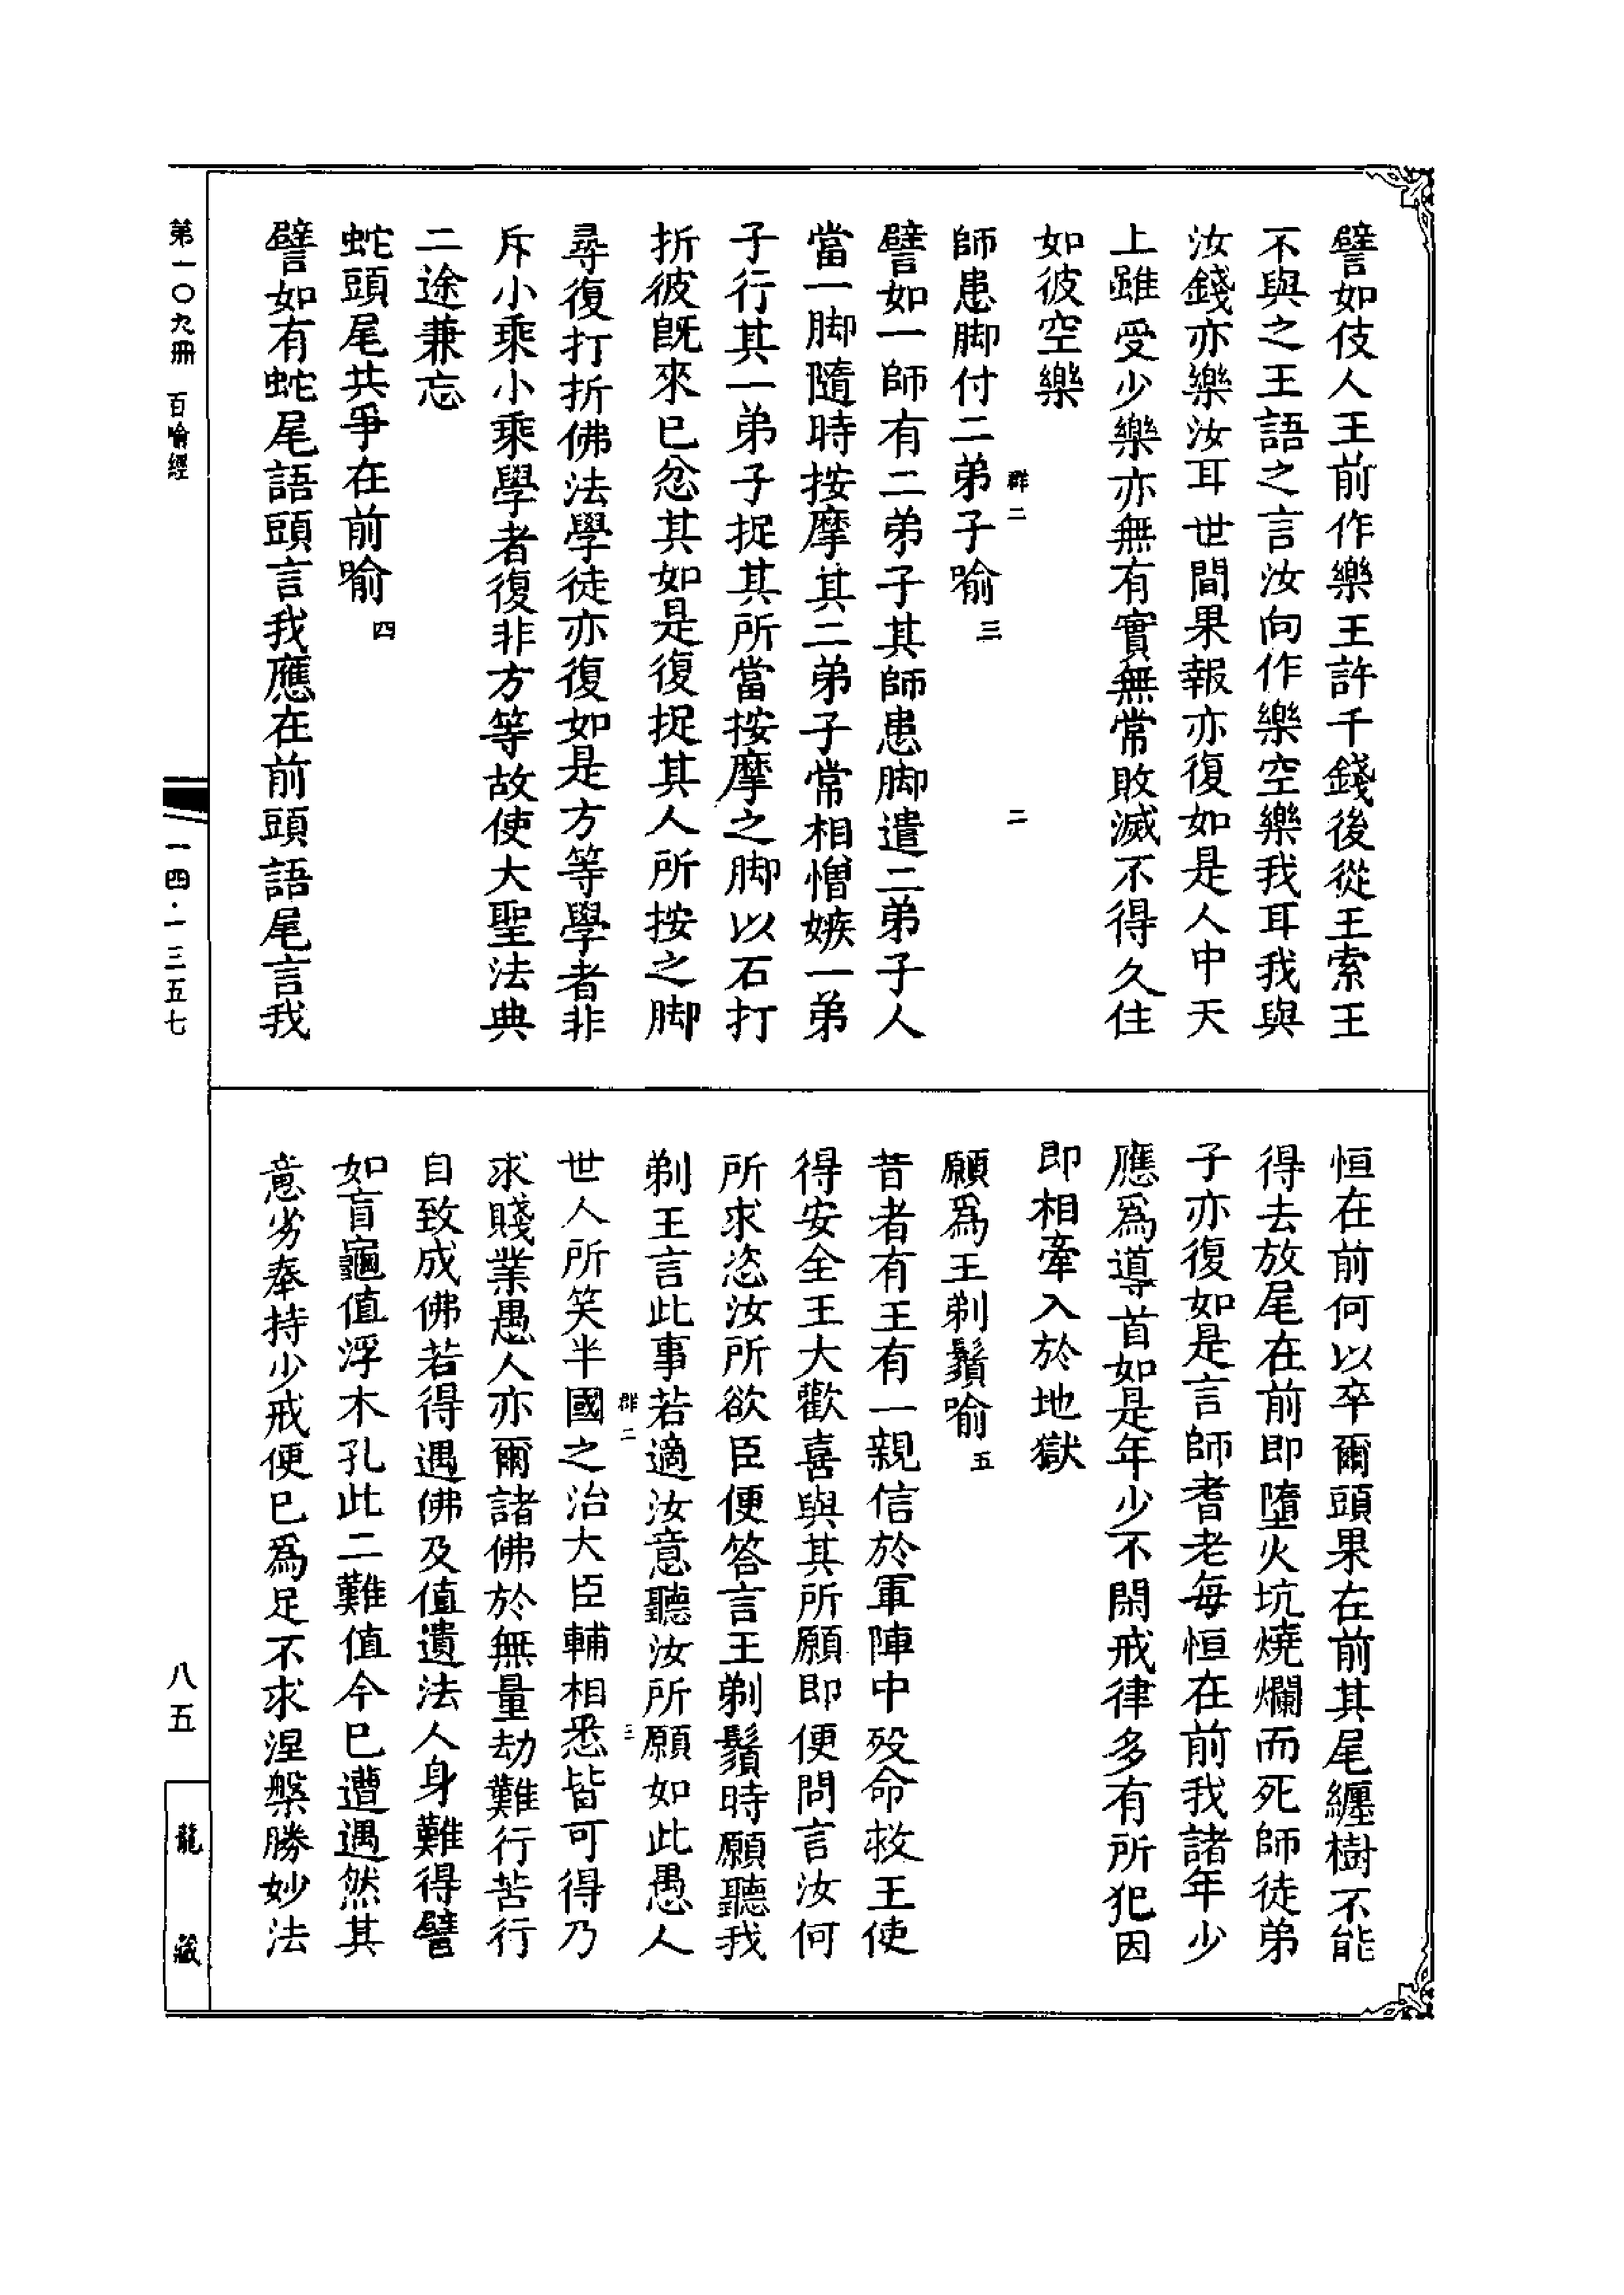 譬如伎人王前作樂王許千錢後從王索王
不與之王語之言汝向作樂空樂我耳我與
汝錢亦樂汝耳世間果報亦復如是人中天
上雖受少樂亦無有實無常敗滅不得久住
如彼空樂
群二 二
師患脚付二弟子喻三
譬如一師有二弟子其師患脚遣二弟子人
當一脚隨時按摩其二弟子常相憎嫉一弟
子行其一弟子捉其所當按摩之脚以石打
折彼旣來已忿其如是復捉其人所按之脚
尋復打折佛法學徒亦復如是方等學者非
斥小乘小乘學者復非方等故使大聖法典
二途兼忘
蛇頭尾共爭在前喻四
譬如有蛇尾語頭言我應在前頭語尾言我
恒在前何以卒爾頭果在前其尾纏樹不能
得去放尾在前即墮火坑燒爛而死師徒弟
子亦復如是言師耆老每恒在前我諸年少
應爲導首如是年少不閑戒律多有所犯因
即相牽入於地獄
願爲王剃鬚喻五
昔者有王有一親信於軍陣中歿命救王使
得安全王大歡喜與其所願即便問言汝何
所求恣汝所欲臣便答言王剃鬚時願聽我
剃王言此事若適汝意聽汝所願如此愚人
群二 三
世人所笑半國之治大臣輔相悉皆可得乃
求賤業愚人亦爾諸佛於無量劫難行苦行
自致成佛若得遇佛及值遺法人身難得譬
如盲龜值浮木孔此二難值今已遭遇然其
意劣奉持少戒便已爲足不求涅槃勝妙法
第一〇九冊 百喻經
一四·一三五七
八五
龍藏